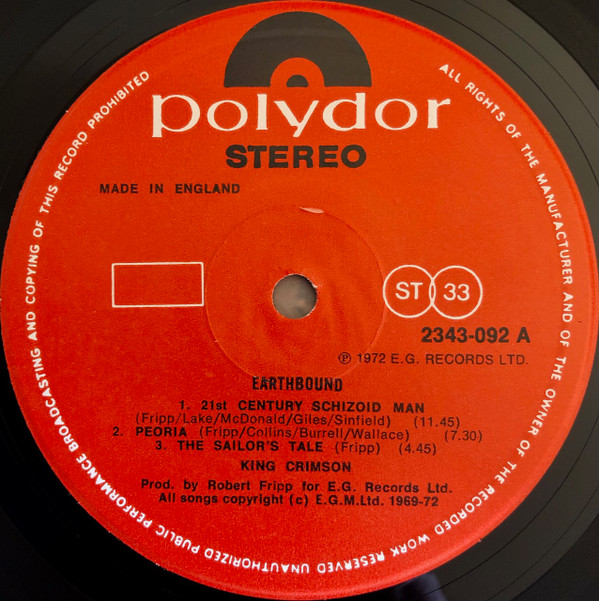 polydor
STEREO
MADE IN ENGLAND
ST 33
2343-092 A
Ⓟ 1972 E.G. RECORDS LTD.
EARTHBOUND
1. 21st CENTURY SCHIZOID MAN
(Fripp/Lake/McDonald/Giles/Sinfield) (11.45)
2. PEORIA (Fripp/Collins/Burrell/Wallace) (7.30)
3. THE SAILOR'S TALE (Fripp) (4.45)
KING CRIMSON
Prod. by Robert Fripp for E.G. Records Ltd.
All songs copyright (c) E.G.M.Ltd. 1969-72
ALL RIGHTS OF THE MANUFACTURER AND OF THE OWNER OF THE RECORDED WORK RESERVED UNAUTHORIZED PUBLIC PERFORMANCE BROADCASTING AND COPYING OF THIS RECORD PROHIBITED